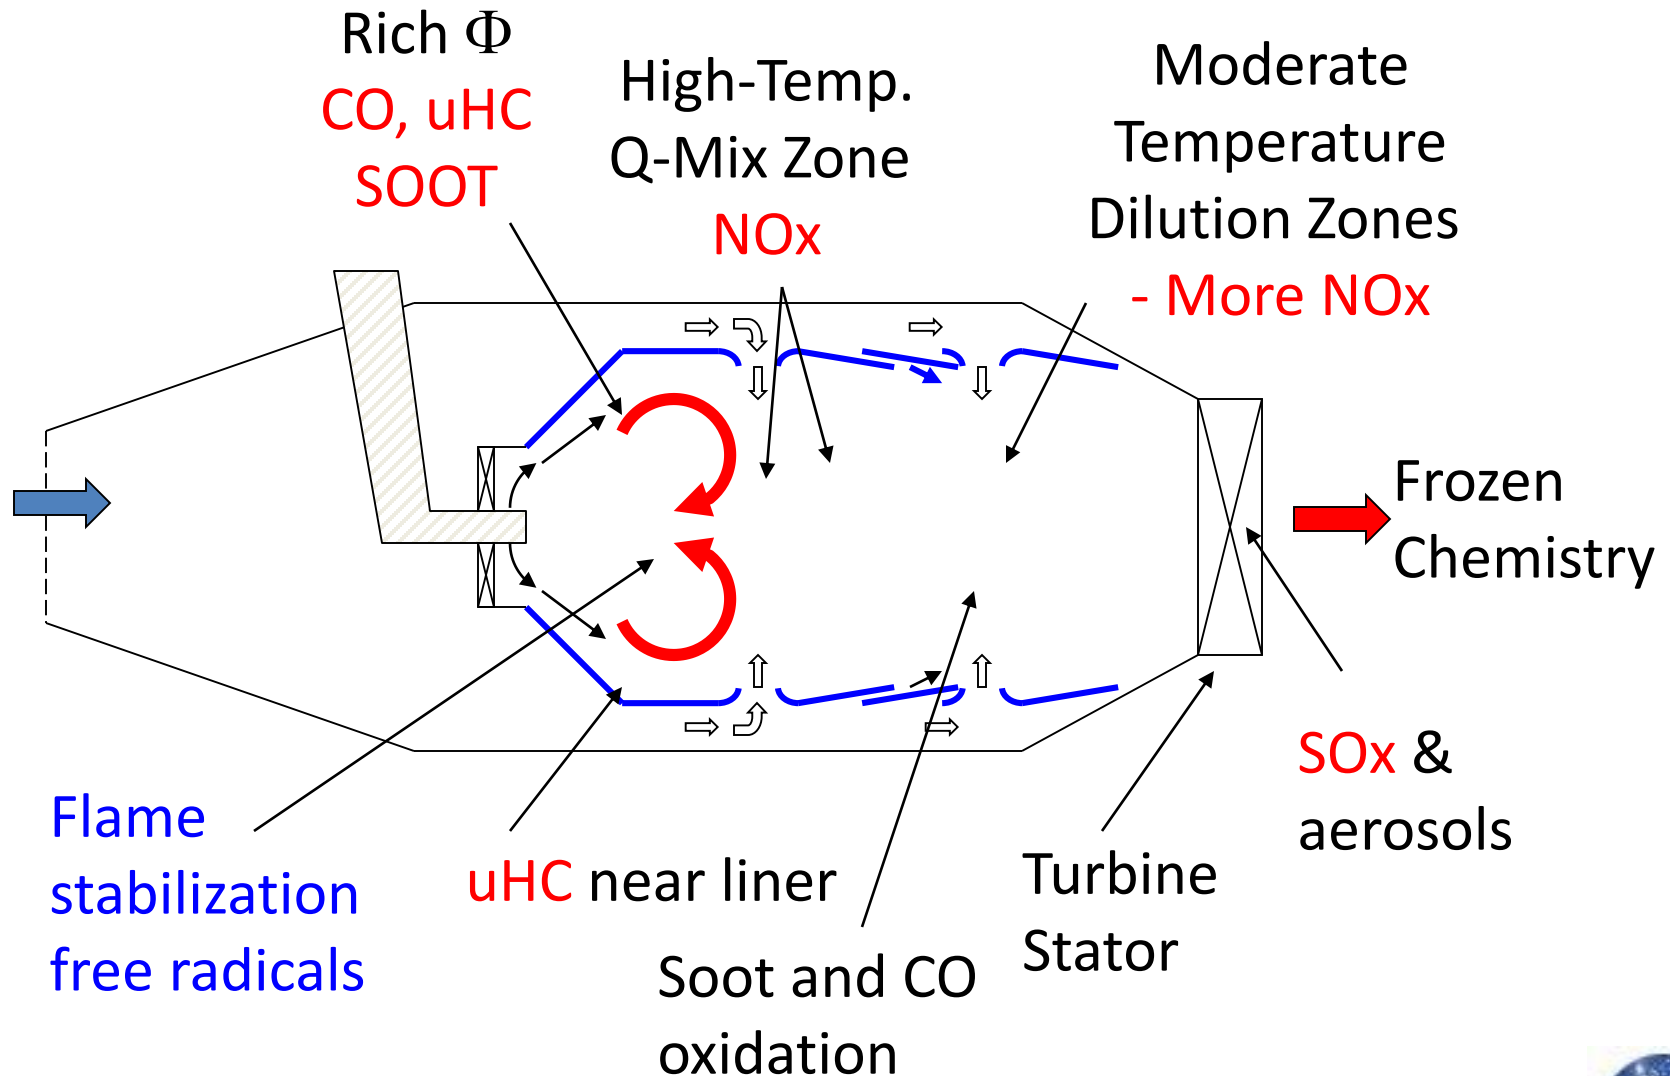 Rich Φ
CO, uHC
SOOT
High-Temp.
Q-Mix Zone
NOx
Moderate
Temperature
Dilution Zones
- More NOx
Frozen
Chemistry
SOx &
aerosols
Turbine
Stator
Soot and CO
oxidation
uHC near liner
Flame
stabilization
free radicals